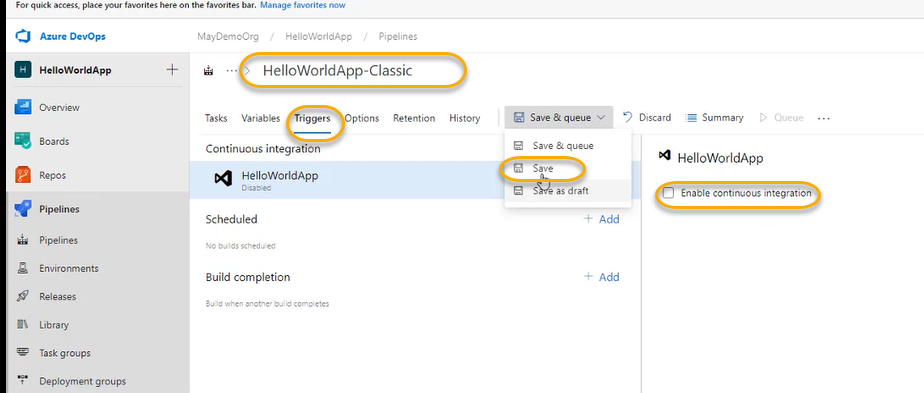 For quick access, place your favorites here on the favorites bar. Manage favorites now
Azure DevOps
MayDemoOrg / HelloWorldApp / Pipelines
H HelloWorldApp +
... > HelloWorldApp-Classic
Overview
Boards
Repos
Pipelines
Pipelines
Environments
Releases
Library
Task groups
Deployment groups
Tasks Variables Triggers Options Retention History
Save & queue Discard Summary Queue ...
Save & queue
Save
Save as draft
Continuous integration
HelloWorldApp
Disabled
Scheduled + Add
No builds scheduled
Build completion + Add
Build when another build completes
HelloWorldApp
Enable continuous integration